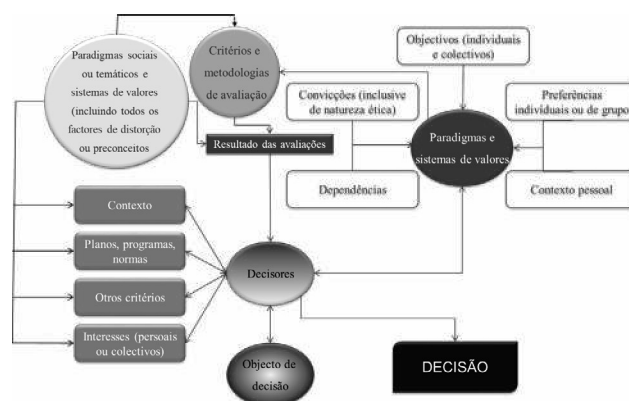 Paradigmas sociais
ou temáticos e
sistemas de valores
(incluindo todos os
factores de distorção
ou preconceitos
Critérios e
metodologias
de avaliação
Objectivos (individuais
e colectivos)
Convicções (inclusive
de natureza ética)
Preferências
individuais ou de grupo
Resultado das avaliações
Paradigmas e
sistemas de valores
Dependências
Contexto pessoal
Contexto
Planos, programas,
normas
Decisores
Otros critérios
Interesses (persoais
ou colectivos)
Objecto de
decisão
DECISÃO